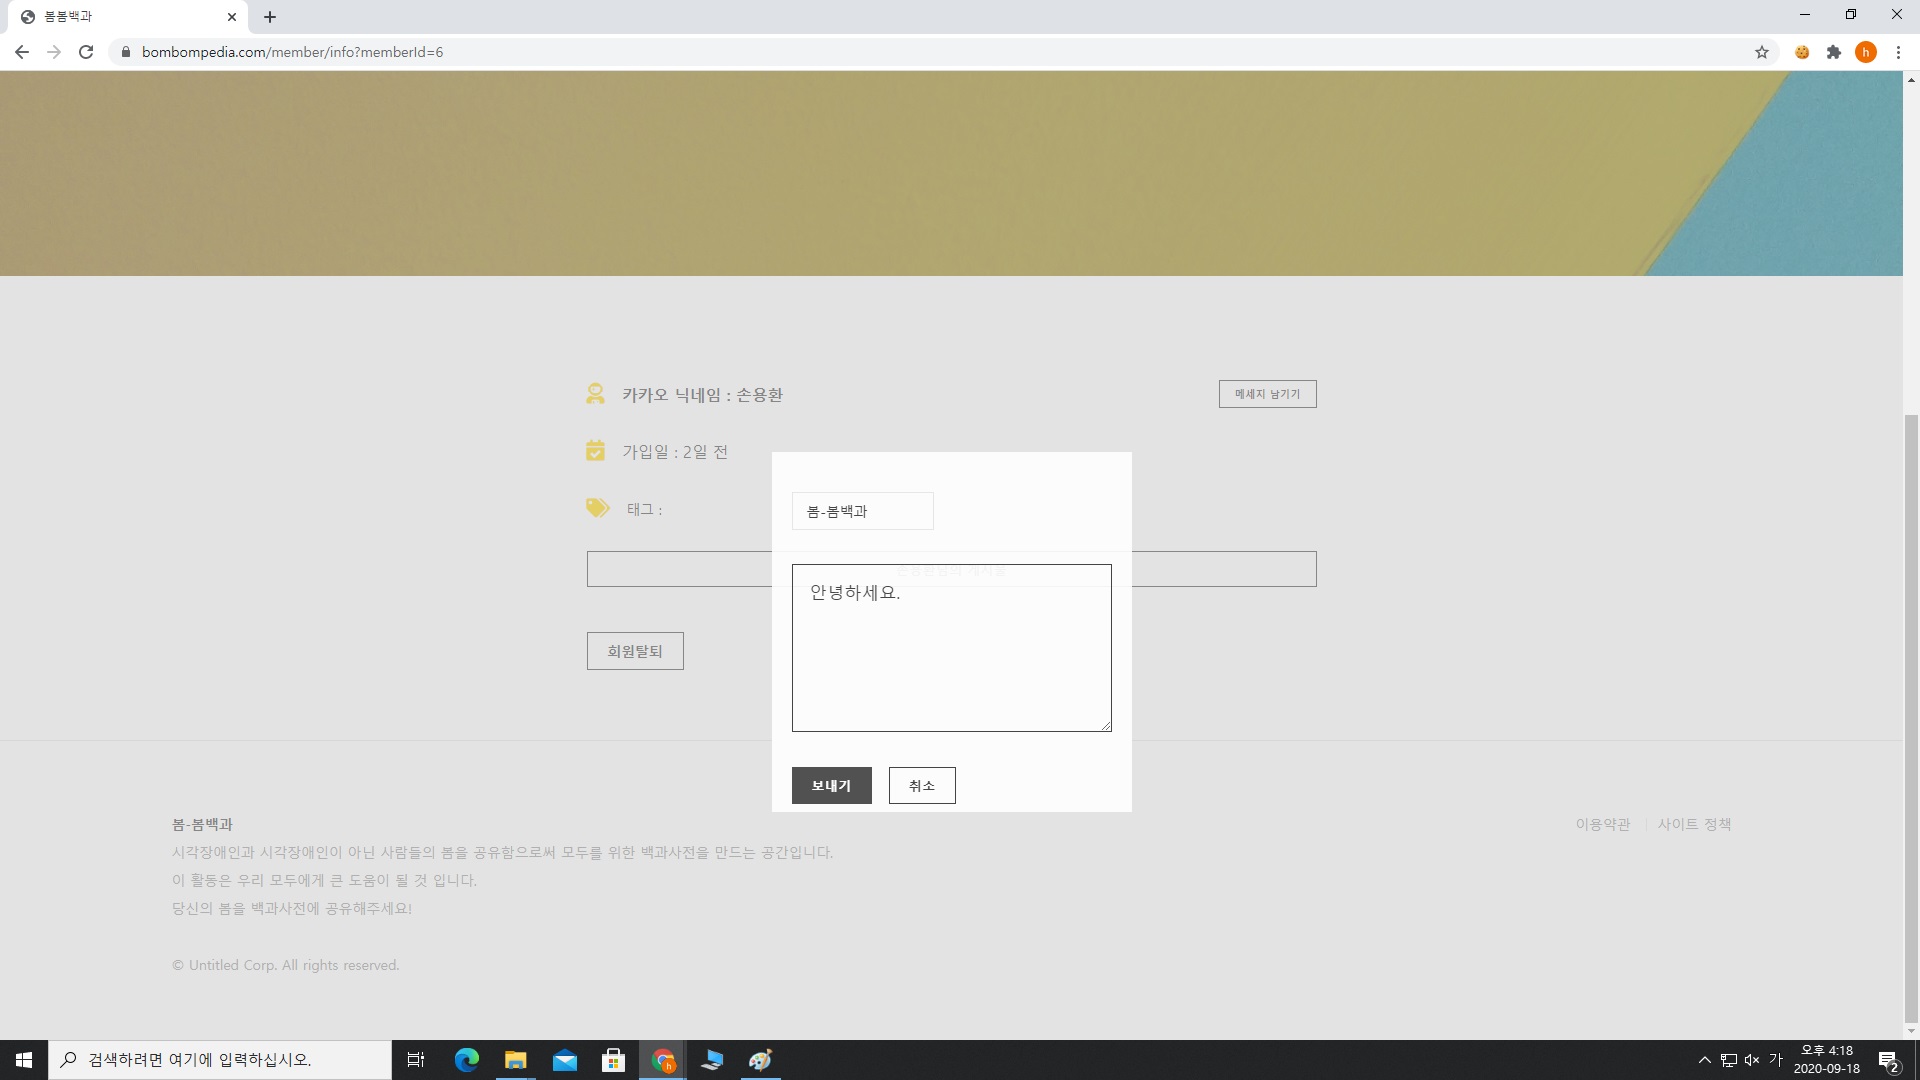 봄봄백과
bombompedia.com/member/info?memberId=6
h
카카오 닉네임 : 손용환
메세지 남기기
가입일 : 2일 전
태그 :
봄-봄백과
안녕하세요.
회원탈퇴
보내기
취소
봄-봄백과
이용약관
사이트 정책
시각장애인과 시각장애인이 아닌 사람들의 봄을 공유함으로써 모두를 위한 백과사전을 만드는 공간입니다.
이 활동은 우리 모두에게 큰 도움이 될 것 입니다.
당신의 봄을 백과사전에 공유해주세요!
© Untitled Corp. All rights reserved.
검색하려면 여기에 입력하십시오.
h
가
오후 4:18
2020-09-18
2